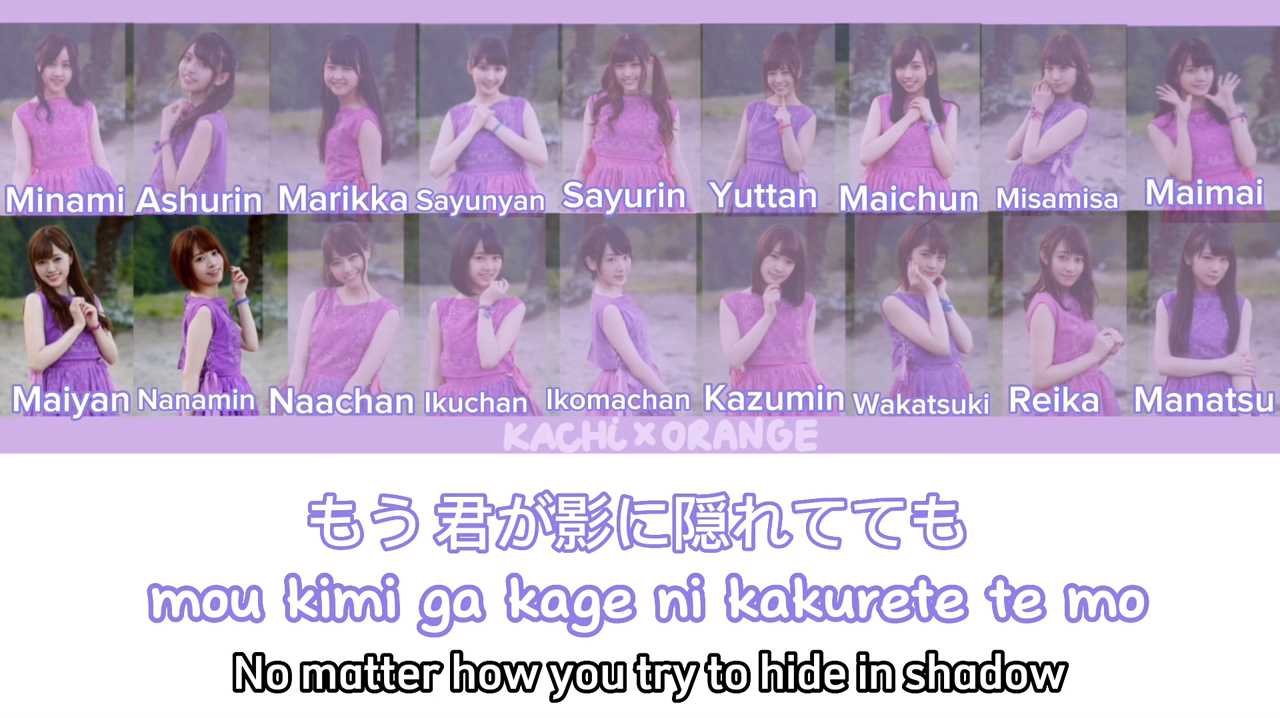 Minami Ashurin Marikka Sayunyan Sayurin Yuttan Maichun Misamisa Maimai
Maiyan Nanamin Naachan Ikuchan Ikomachan Kazumin Wakatsuki Reika Manatsu
KACHI × ORANGE
もう 君が影に隠れてても
mou kimi ga kage ni kakurete te mo
No matter how you try to hide in shadow